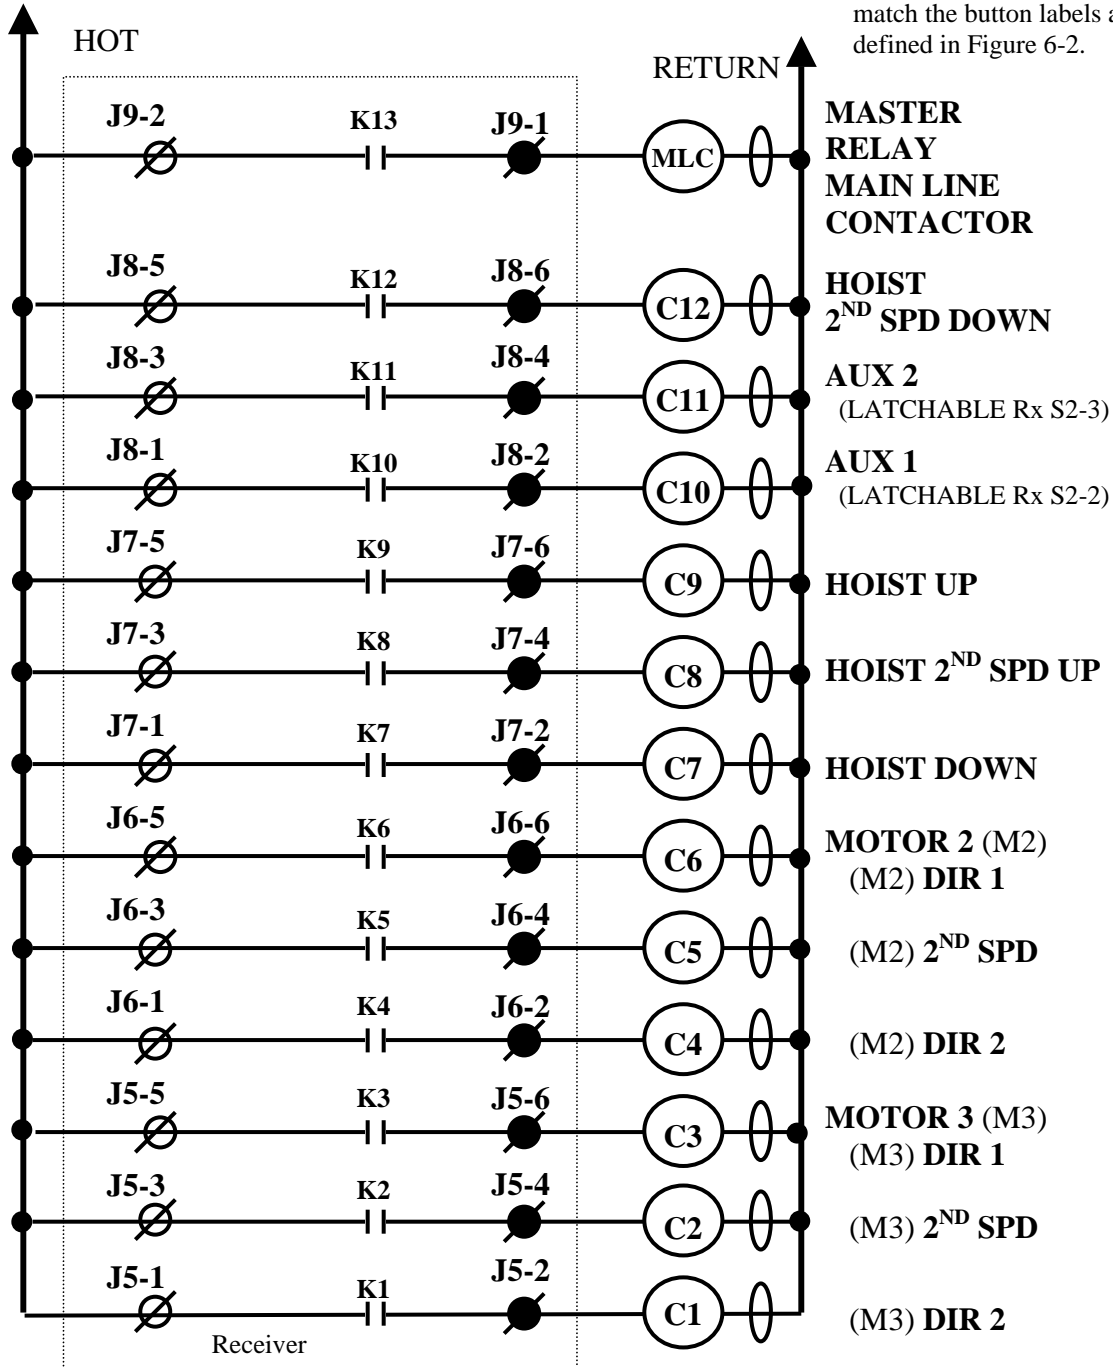 match the button labels a
defined in Figure 6-2.
HOT
RETURN
J9-2 K13 J9-1 MLC MASTER
RELAY
MAIN LINE
CONTACTOR
J8-5 K12 J8-6 C12 HOIST
2ND SPD DOWN
J8-3 K11 J8-4 C11 AUX 2
(LATCHABLE Rx S2-3)
J8-1 K10 J8-2 C10 AUX 1
(LATCHABLE Rx S2-2)
J7-5 K9 J7-6 C9 HOIST UP
J7-3 K8 J7-4 C8 HOIST 2ND SPD UP
J7-1 K7 J7-2 C7 HOIST DOWN
J6-5 K6 J6-6 C6 MOTOR 2 (M2)
(M2) DIR 1
J6-3 K5 J6-4 C5 (M2) 2ND SPD
J6-1 K4 J6-2 C4 (M2) DIR 2
J5-5 K3 J5-6 C3 MOTOR 3 (M3)
(M3) DIR 1
J5-3 K2 J5-4 C2 (M3) 2ND SPD
J5-1 K1 J5-2 C1 (M3) DIR 2
Receiver